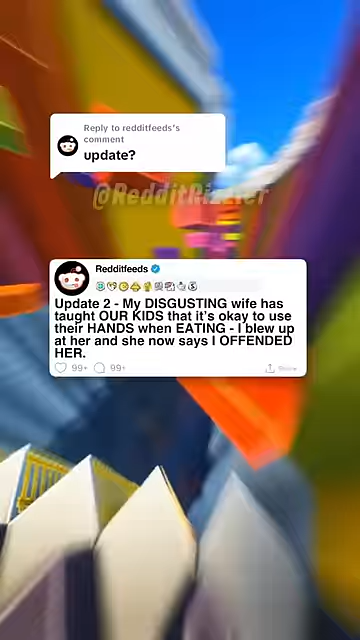 Reply to redditfeeds's
comment
update?
@RedditRizzler
Redditfeeds
Update 2 - My DISGUSTING wife has
taught OUR KIDS that it's okay to use
their HANDS when EATING - I blew up
at her and she now says I OFFENDED
HER.
99+ 99+ Share